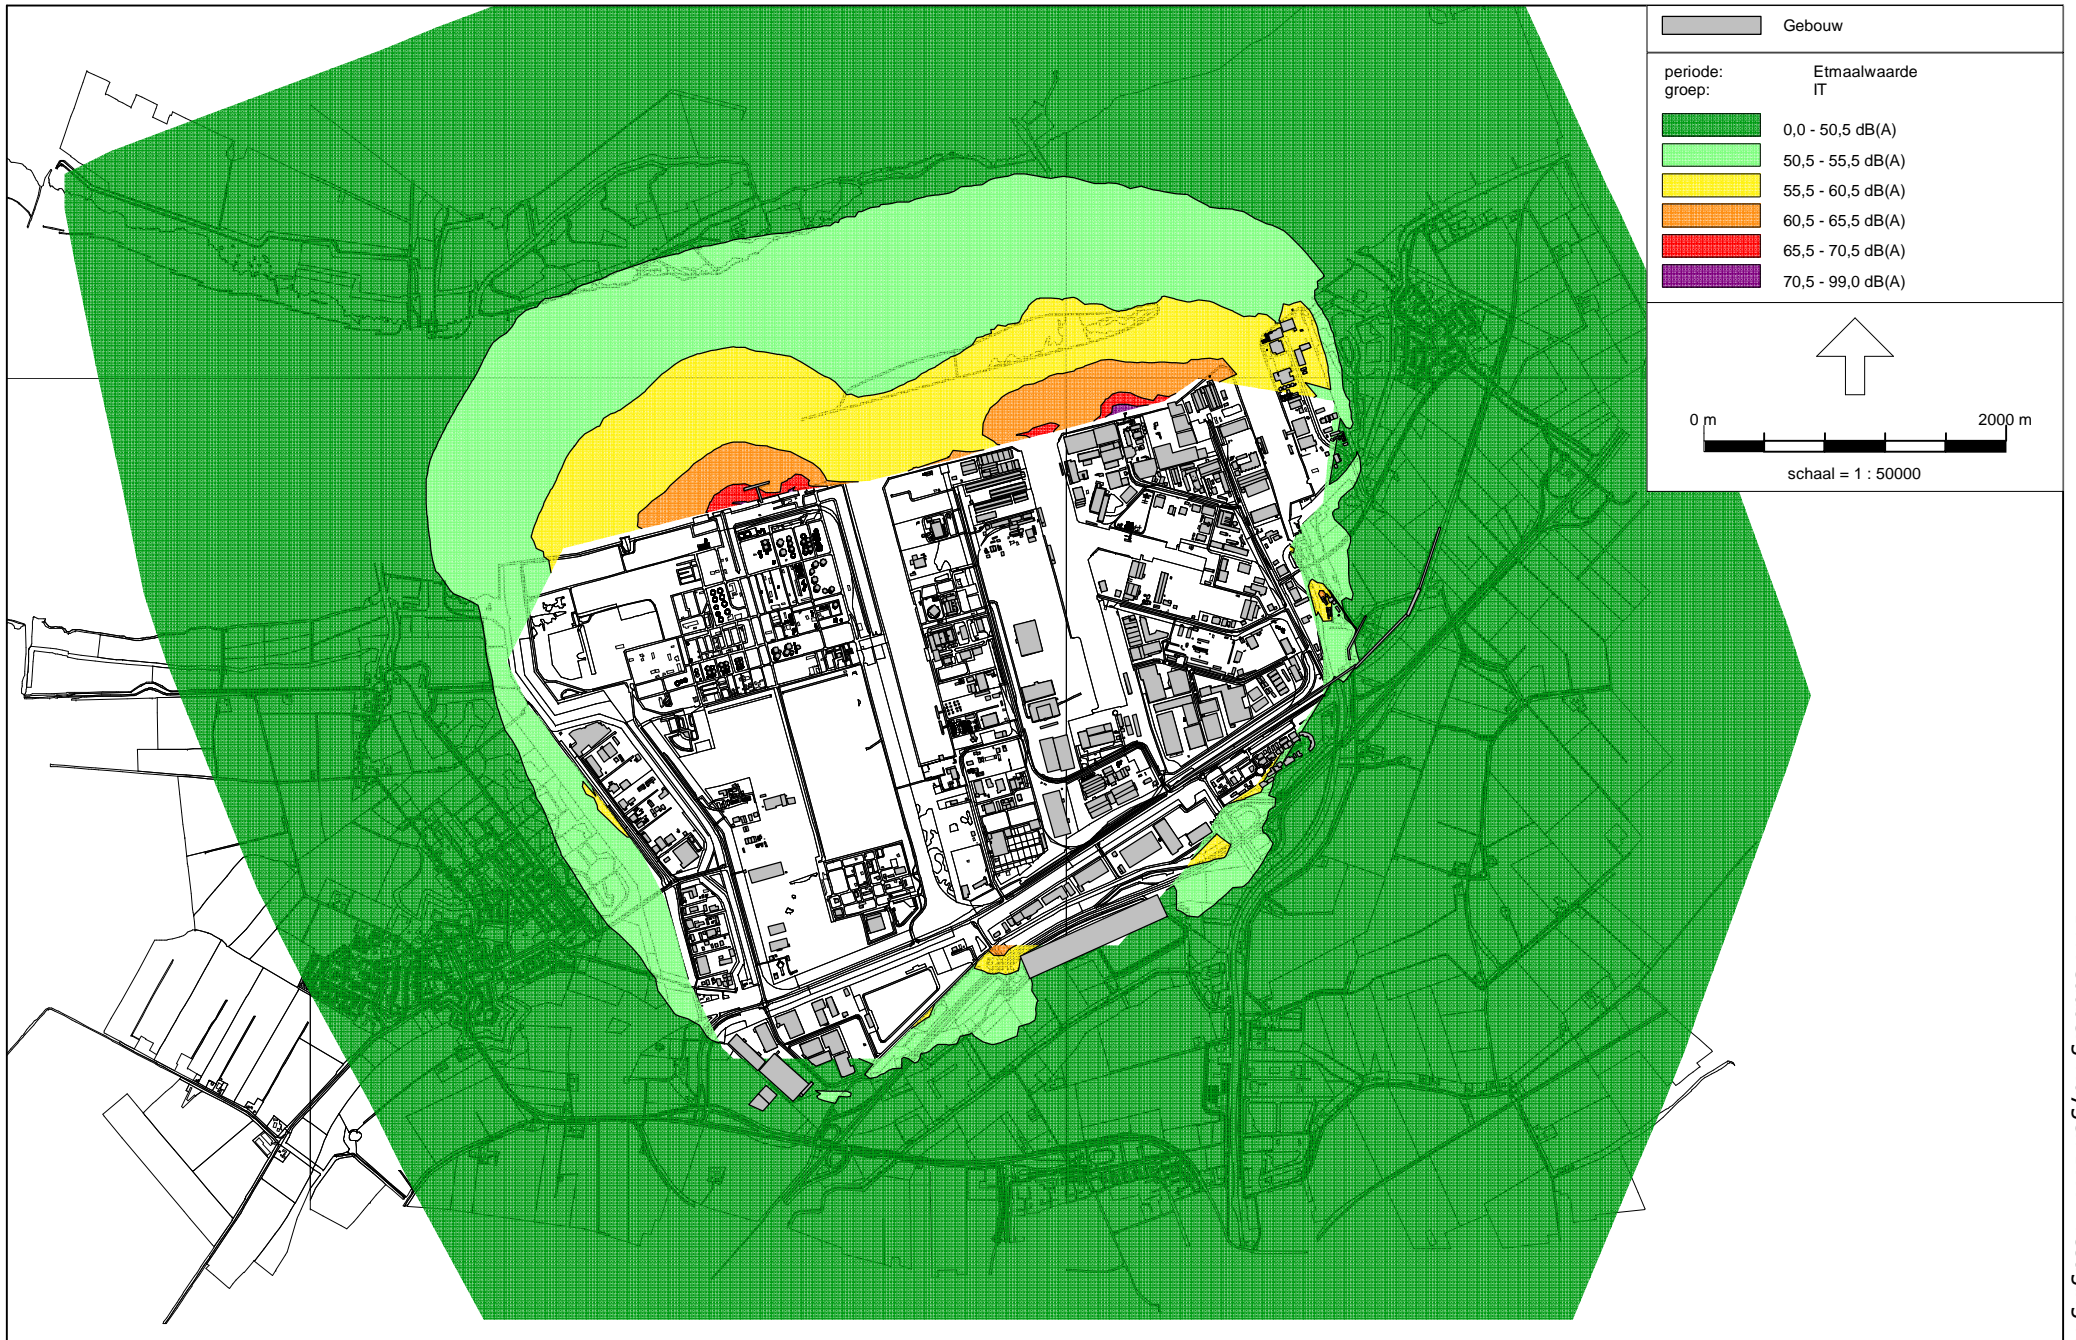 Gebouw
periode: Etmaalwaarde
groep: IT
0,0 - 50,5 dB(A)
50,5 - 55,5 dB(A)
55,5 - 60,5 dB(A)
60,5 - 65,5 dB(A)
65,5 - 70,5 dB(A)
70,5 - 99,0 dB(A)
0 m 2000 m
schaal = 1 : 50000